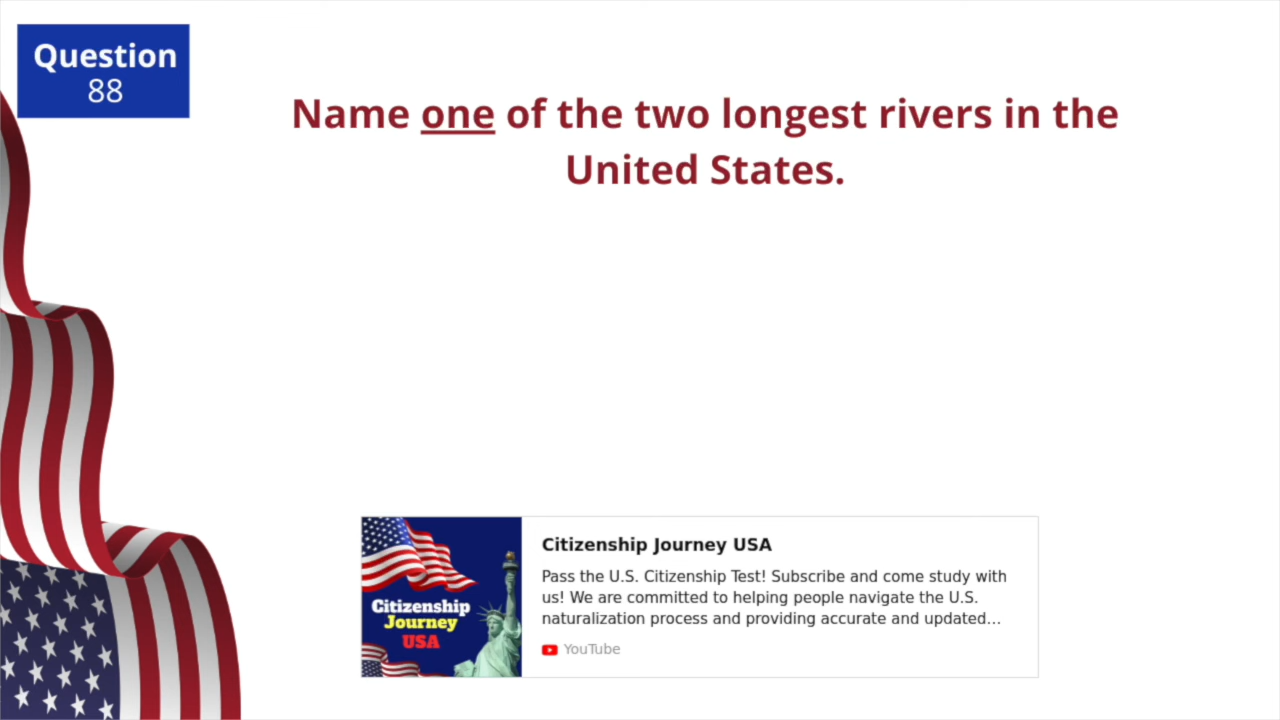 Question
88
Name one of the two longest rivers in the
United States.
Citizenship
Journey
USA
Citizenship Journey USA
Pass the U.S. Citizenship Test! Subscribe and come study with
us! We are committed to helping people navigate the U.S.
naturalization process and providing accurate and updated...
YouTube